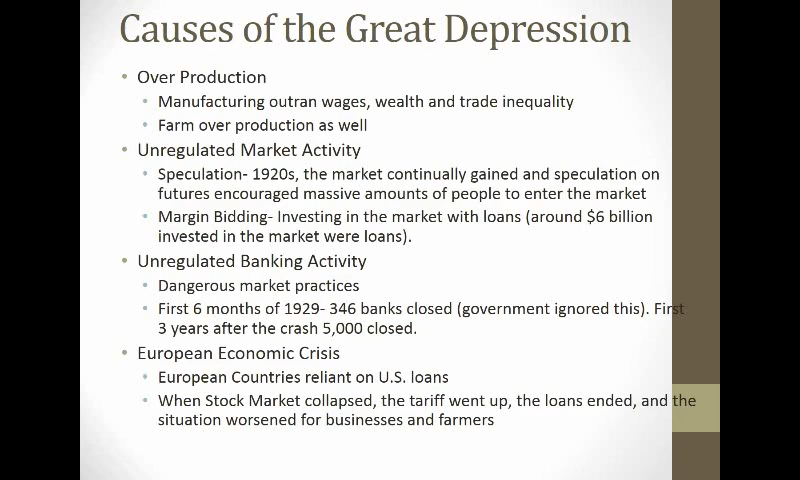 Causes of the Great Depression
• Over Production
• Manufacturing outran wages, wealth and trade inequality
• Farm over production as well
• Unregulated Market Activity
• Speculation- 1920s, the market continually gained and speculation on
futures encouraged massive amounts of people to enter the market
• Margin Bidding- Investing in the market with loans (around $6 billion
invested in the market were loans).
• Unregulated Banking Activity
• Dangerous market practices
• First 6 months of 1929- 346 banks closed (government ignored this). First
3 years after the crash 5,000 closed.
• European Economic Crisis
• European Countries reliant on U.S. loans
• When Stock Market collapsed, the tariff went up, the loans ended, and the
situation worsened for businesses and farmers